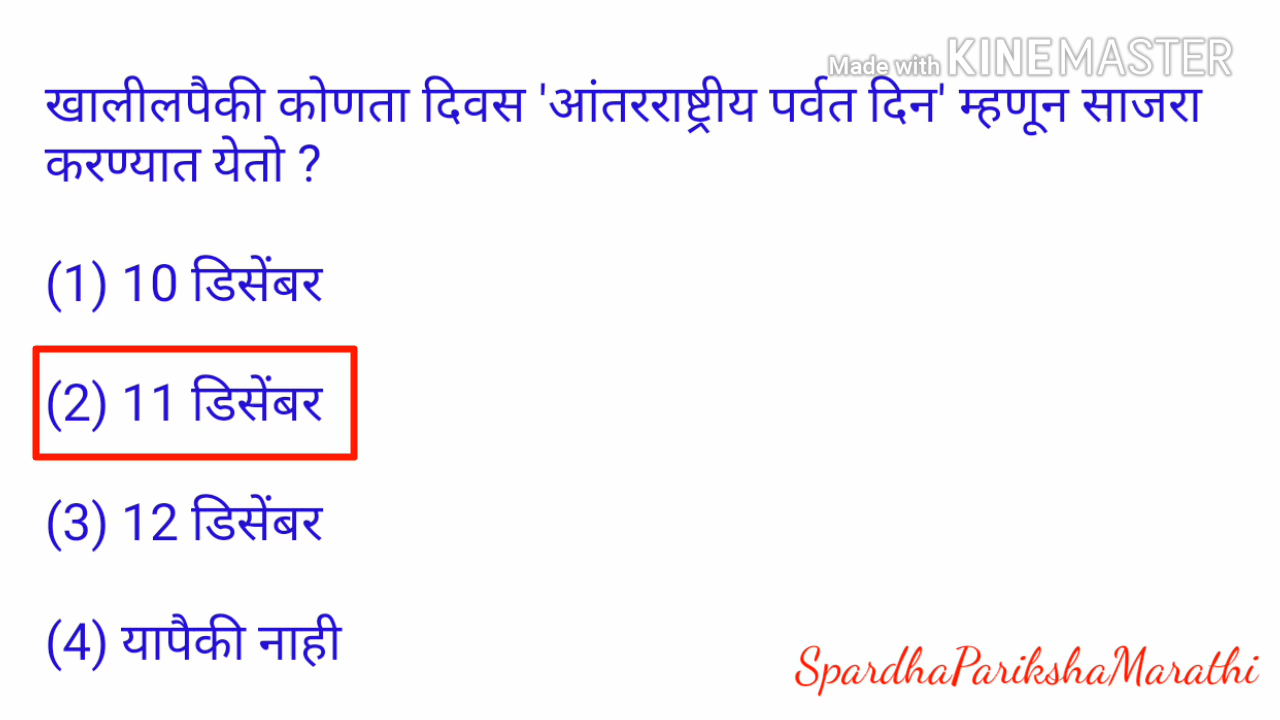 Made with KINEMASTER
खालीलपैकी कोणता दिवस 'आंतरराष्ट्रीय पर्वत दिन' म्हणून साजरा
करण्यात येतो ?
(1) 10 डिसेंबर
(2) 11 डिसेंबर
(3) 12 डिसेंबर
(4) यापैकी नाही
SpardhaParikshaMarathi